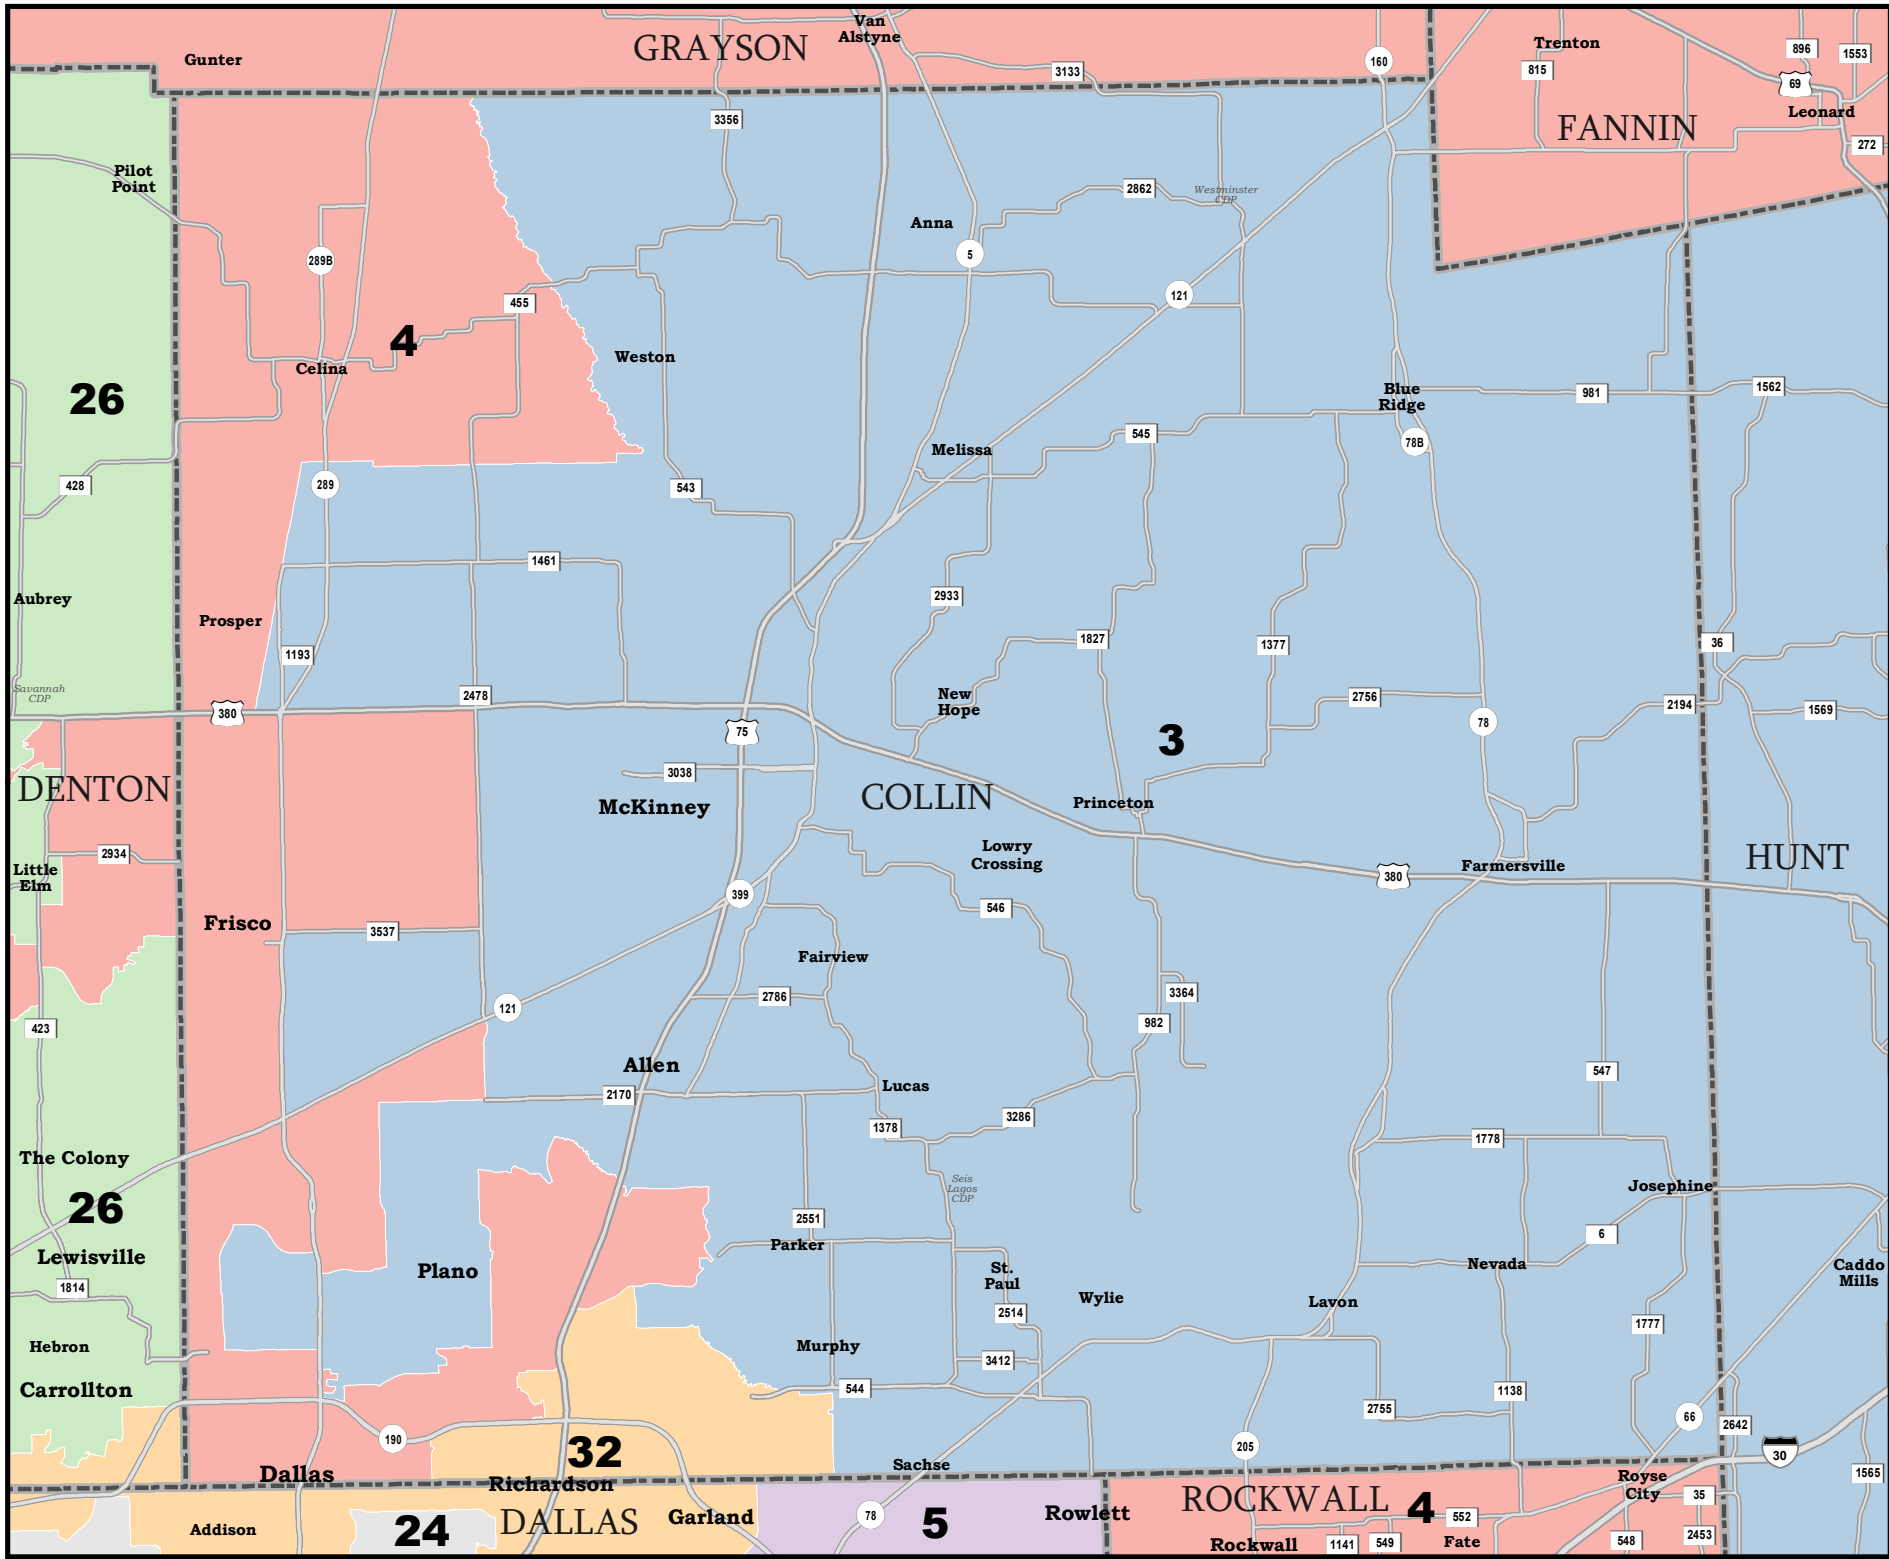 Van
Alstyne
GRAYSON
Gunter
Trenton
896
1553
160
815
3133
69
Leonard
3356
FANNIN
272
Pilot
Point
2862
Westminster
CDP
Anna
5
289B
121
455
4
Weston
Celina
26
Blue
Ridge
981
1562
545
78B
Melissa
428
289
543
1461
Aubrey
2933
Prosper
1827
1377
36
1193
Savannah
CDP
2478
New
Hope
2756
2194
1569
380
75
78
3
3038
DENTON
McKinney
COLLIN
Princeton
2934
Lowry
Crossing
HUNT
Little
Elm
380
Farmersville
399
546
Frisco
3537
Fairview
2786
3364
121
982
423
Allen
547
2170
Lucas
1378
3286
1778
The Colony
Seis
Lagos
CDP
Josephine
26
2551
6
Lewisville
Parker
Plano
St.
Paul
Nevada
Caddo
Mills
1814
Wylie
Lavon
2514
1777
Hebron
Murphy
3412
Carrollton
544
1138
2755
66
2642
190
32
205
30
Sachse
Dallas
Richardson
Royse
City
1565
DALLAS
Garland
78
5
Rowlett
ROCKWALL
4
35
552
Addison
24
Rockwall
1141
549
Fate
548
2453